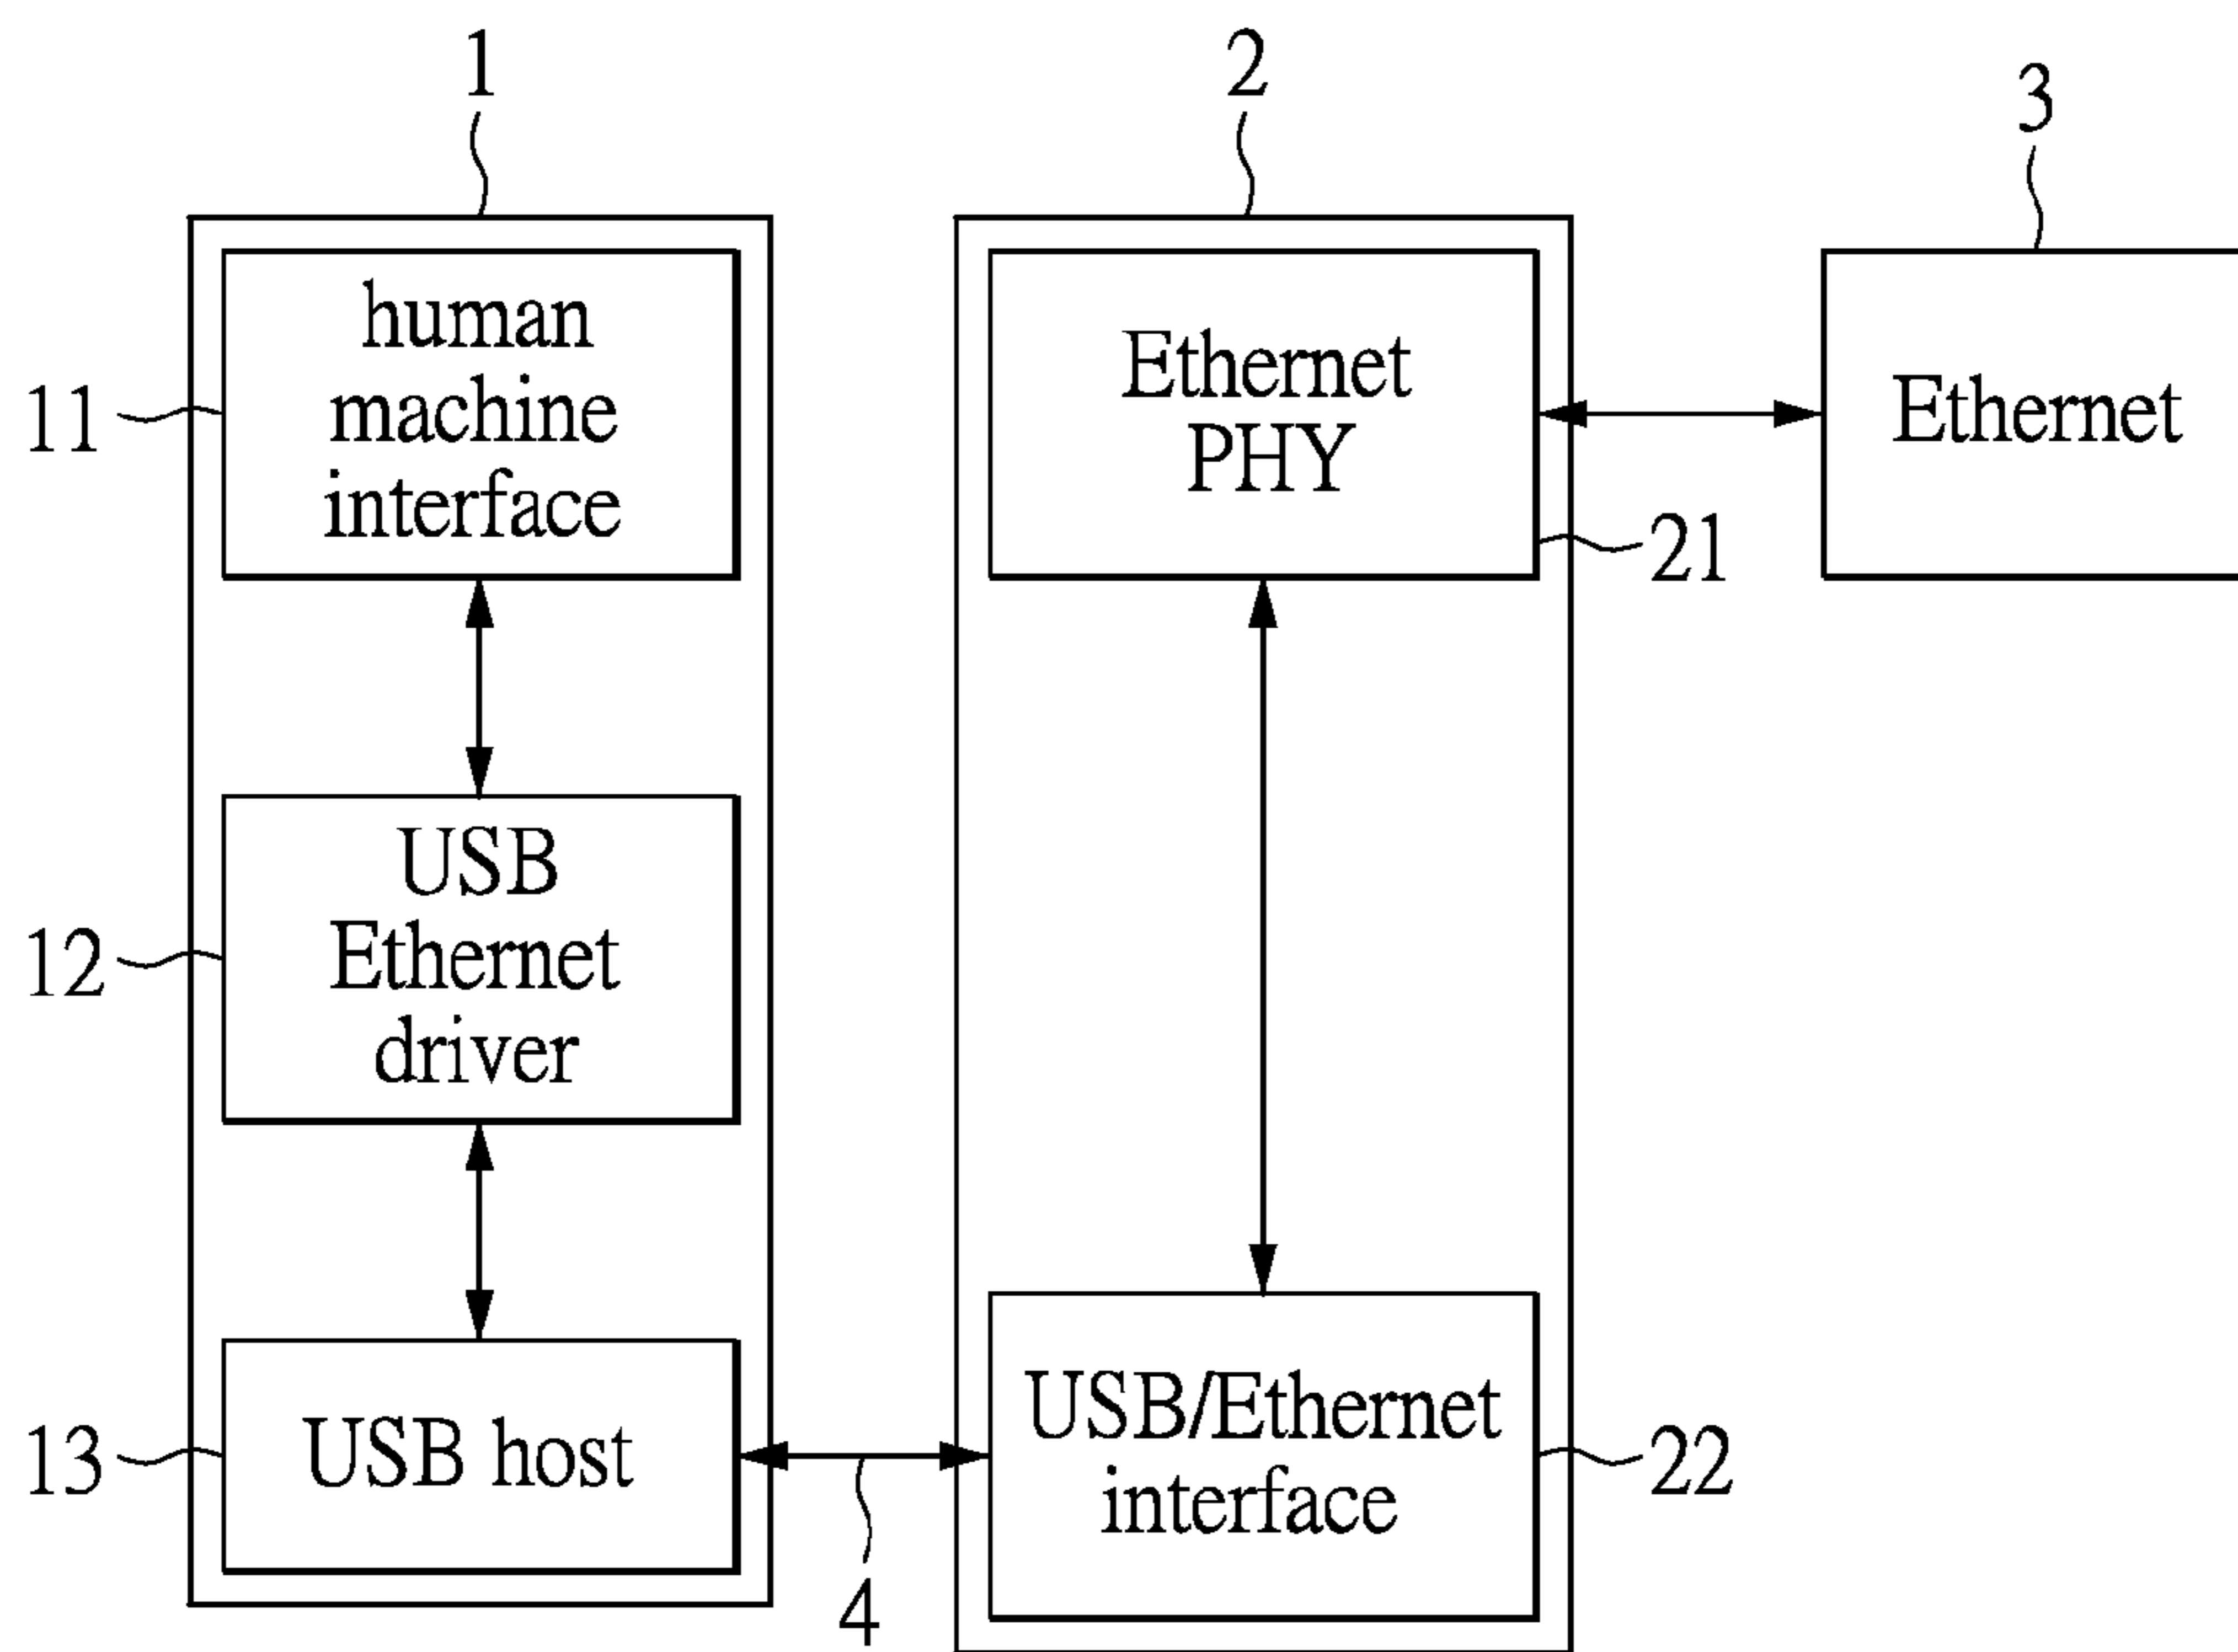 1
2
3
human
machine
interface
11
Ethernet
PHY
Ethernet
21
USB
Ethernet
driver
12
USB host
13
USB/Ethernet
interface
22
4